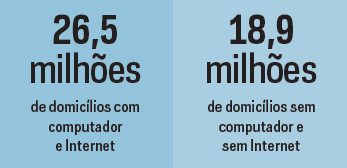 26,5
milhões
de domicílios com
computador
e Internet
18,9
milhões
de domicílios sem
computador e
sem Internet